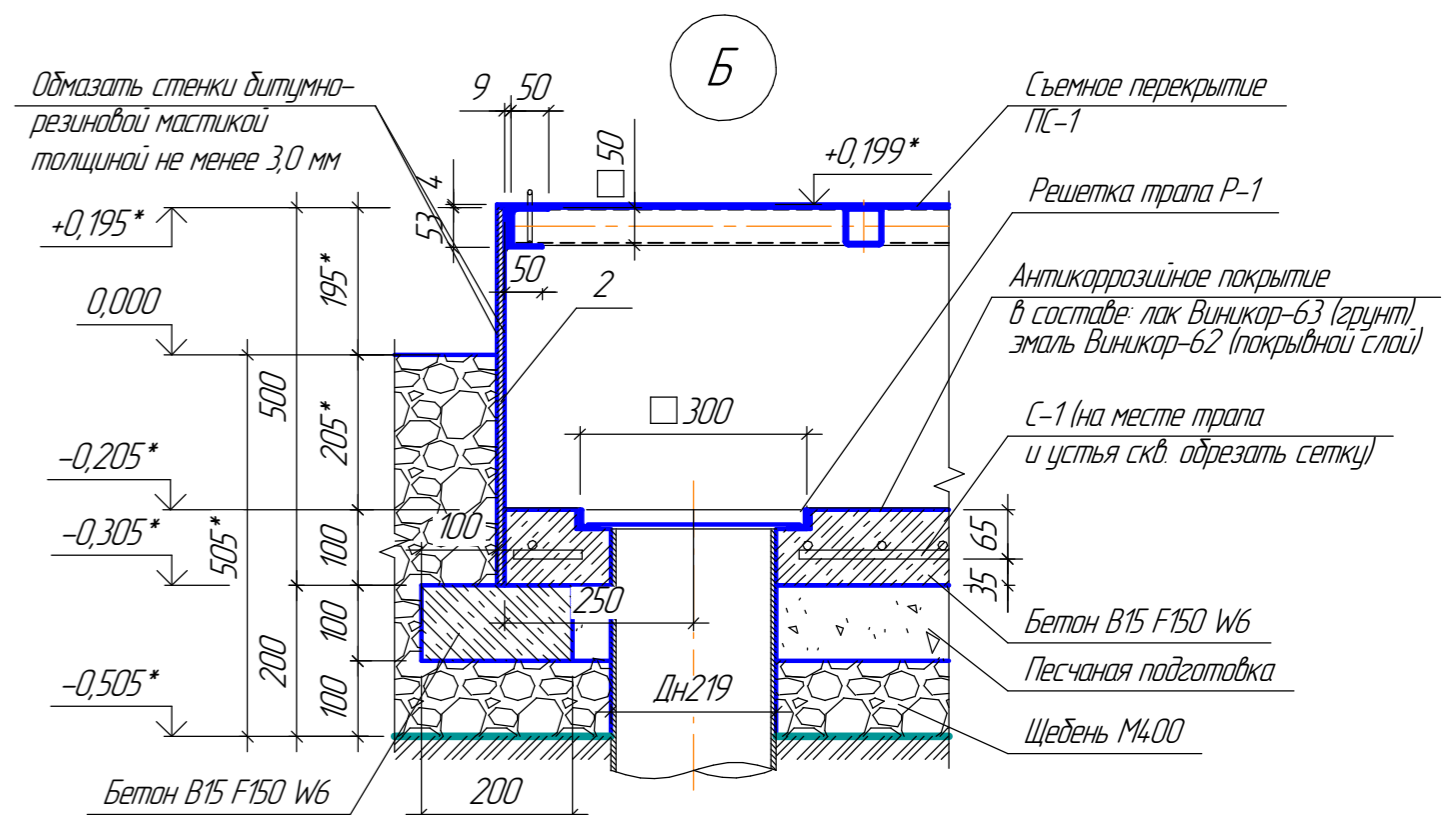 Б
Обмазать стенки битумно-
резиновой мастикой
толщиной не менее 3,0 мм
9
50
4
53
50
50
2
+0,199*
Съемное перекрытие
ПС-1
Решетка трапа Р-1
Антикоррозийное покрытие
в составе: лак Виникор-63 (грунт)
эмаль Виникор-62 (покрывной слой)
С-1 (на месте трапа
и устья скв. обрезать сетку)
+0,195*
0,000
-0,205*
-0,305*
-0,505*
505*
500
200
195*
205*
100
100
100
300
100
250
65
35
Дн219
200
Бетон В15 F150 W6
Песчаная подготовка
Щебень М400
Бетон В15 F150 W6